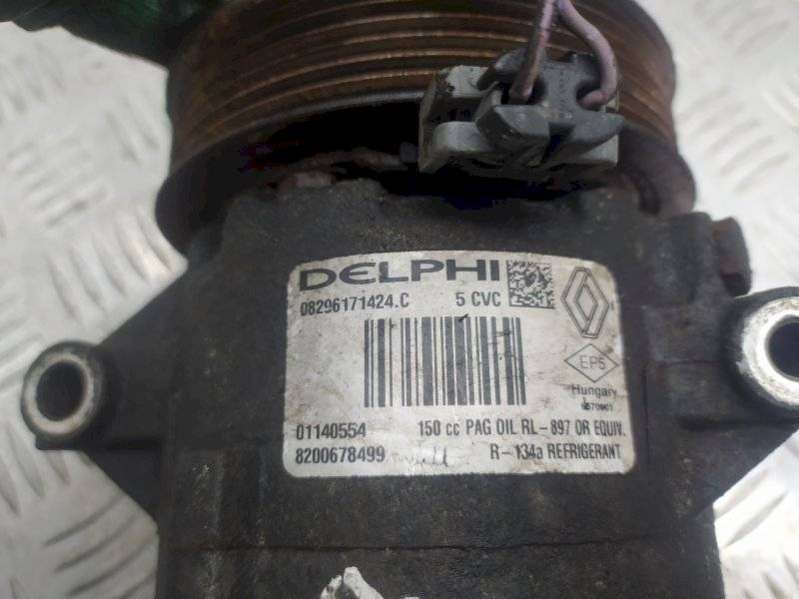 DELPHI
08296171424.C 5 CVC
EP5
Hungary
01140554 150 cc PAG OIL RL-897 OR EQUIV.
8200678499 R-134a REFRIGERANT